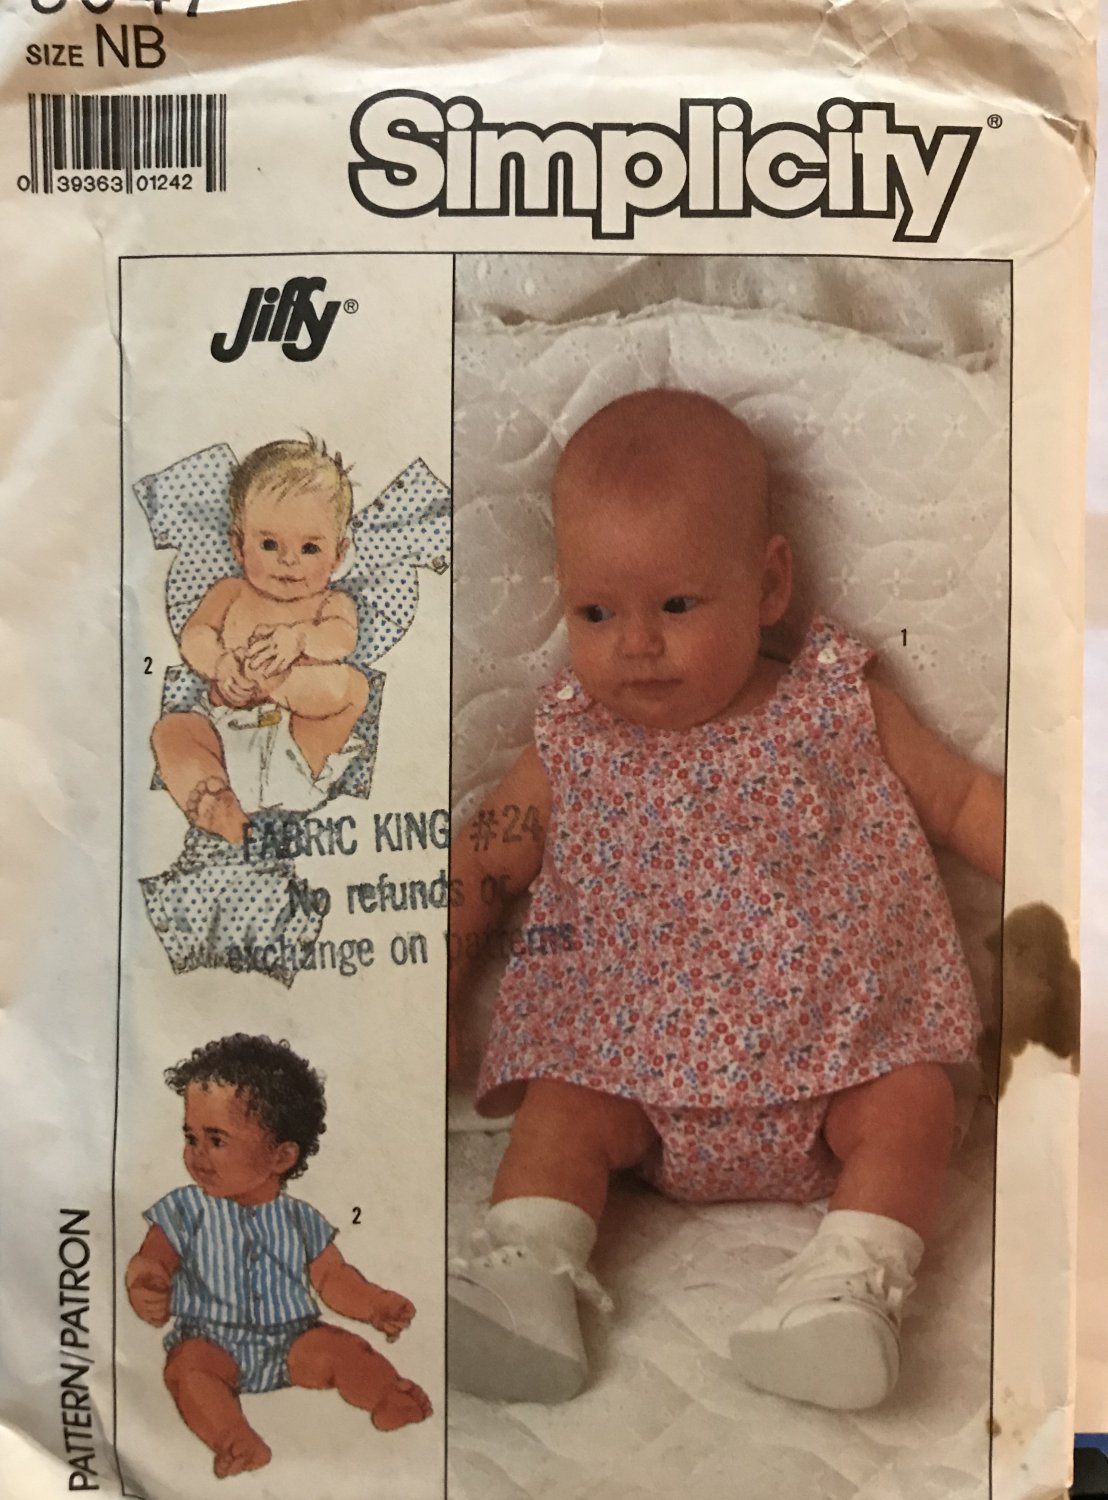 SIZE NB
0 39363 01242
Simplicity®
Jiffy®
2
1
FABRIC KING #24
No refunds or
exchange on patterns
2
PATTERN/PATRON